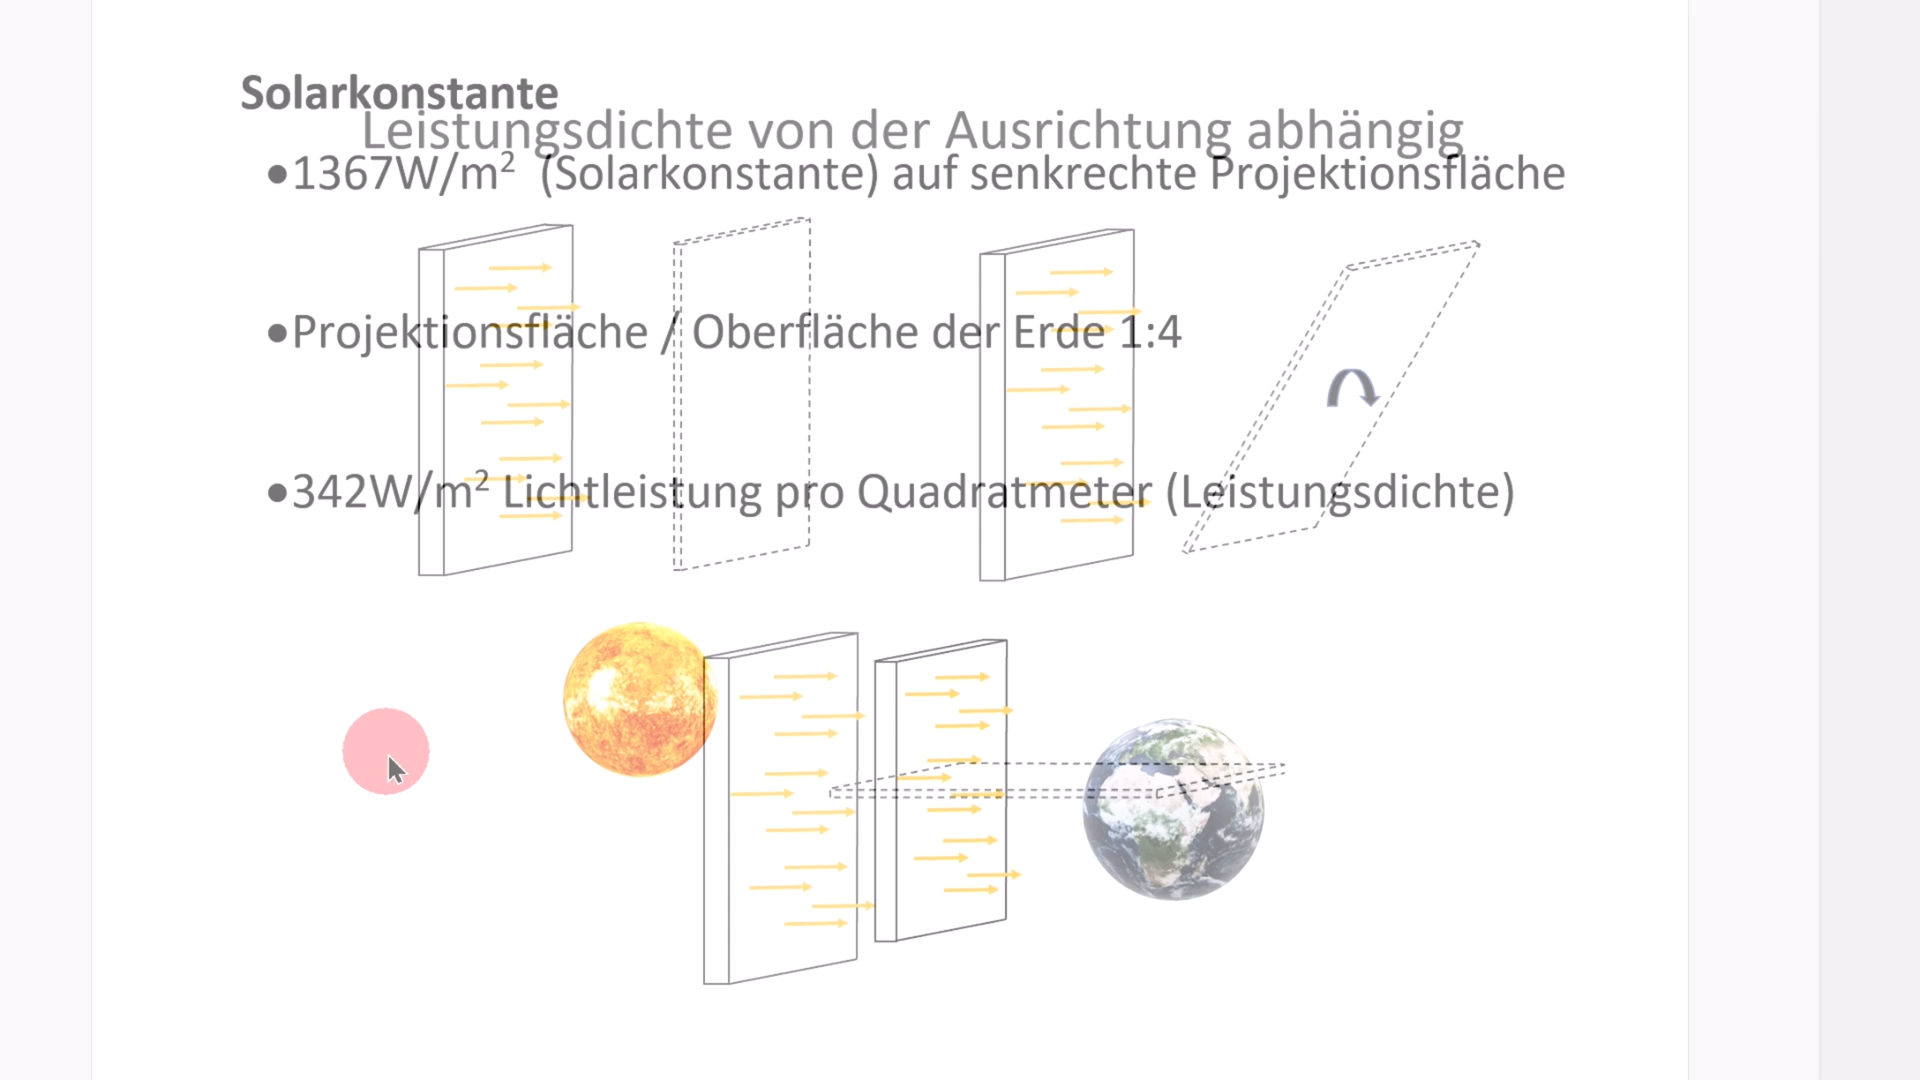 Solarkonstante
Leistungsdichte von der Ausrichtung abhängig
•1367W/m² (Solarkonstante) auf senkrechte Projektionsfläche
•Projektionsfläche / Oberfläche der Erde 1:4
•342W/m² Lichtleistung pro Quadratmeter (Leistungsdichte)